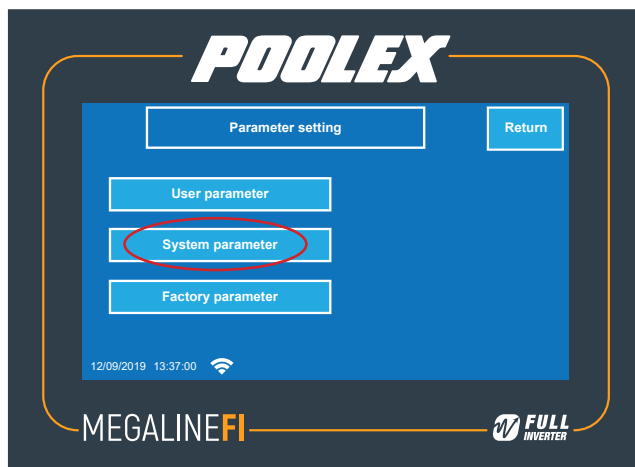 POOLEX
Parameter setting
Return
User parameter
System parameter
Factory parameter
12/09/2019 13:37:00
MEGALINEFI
FULL
INVERTER